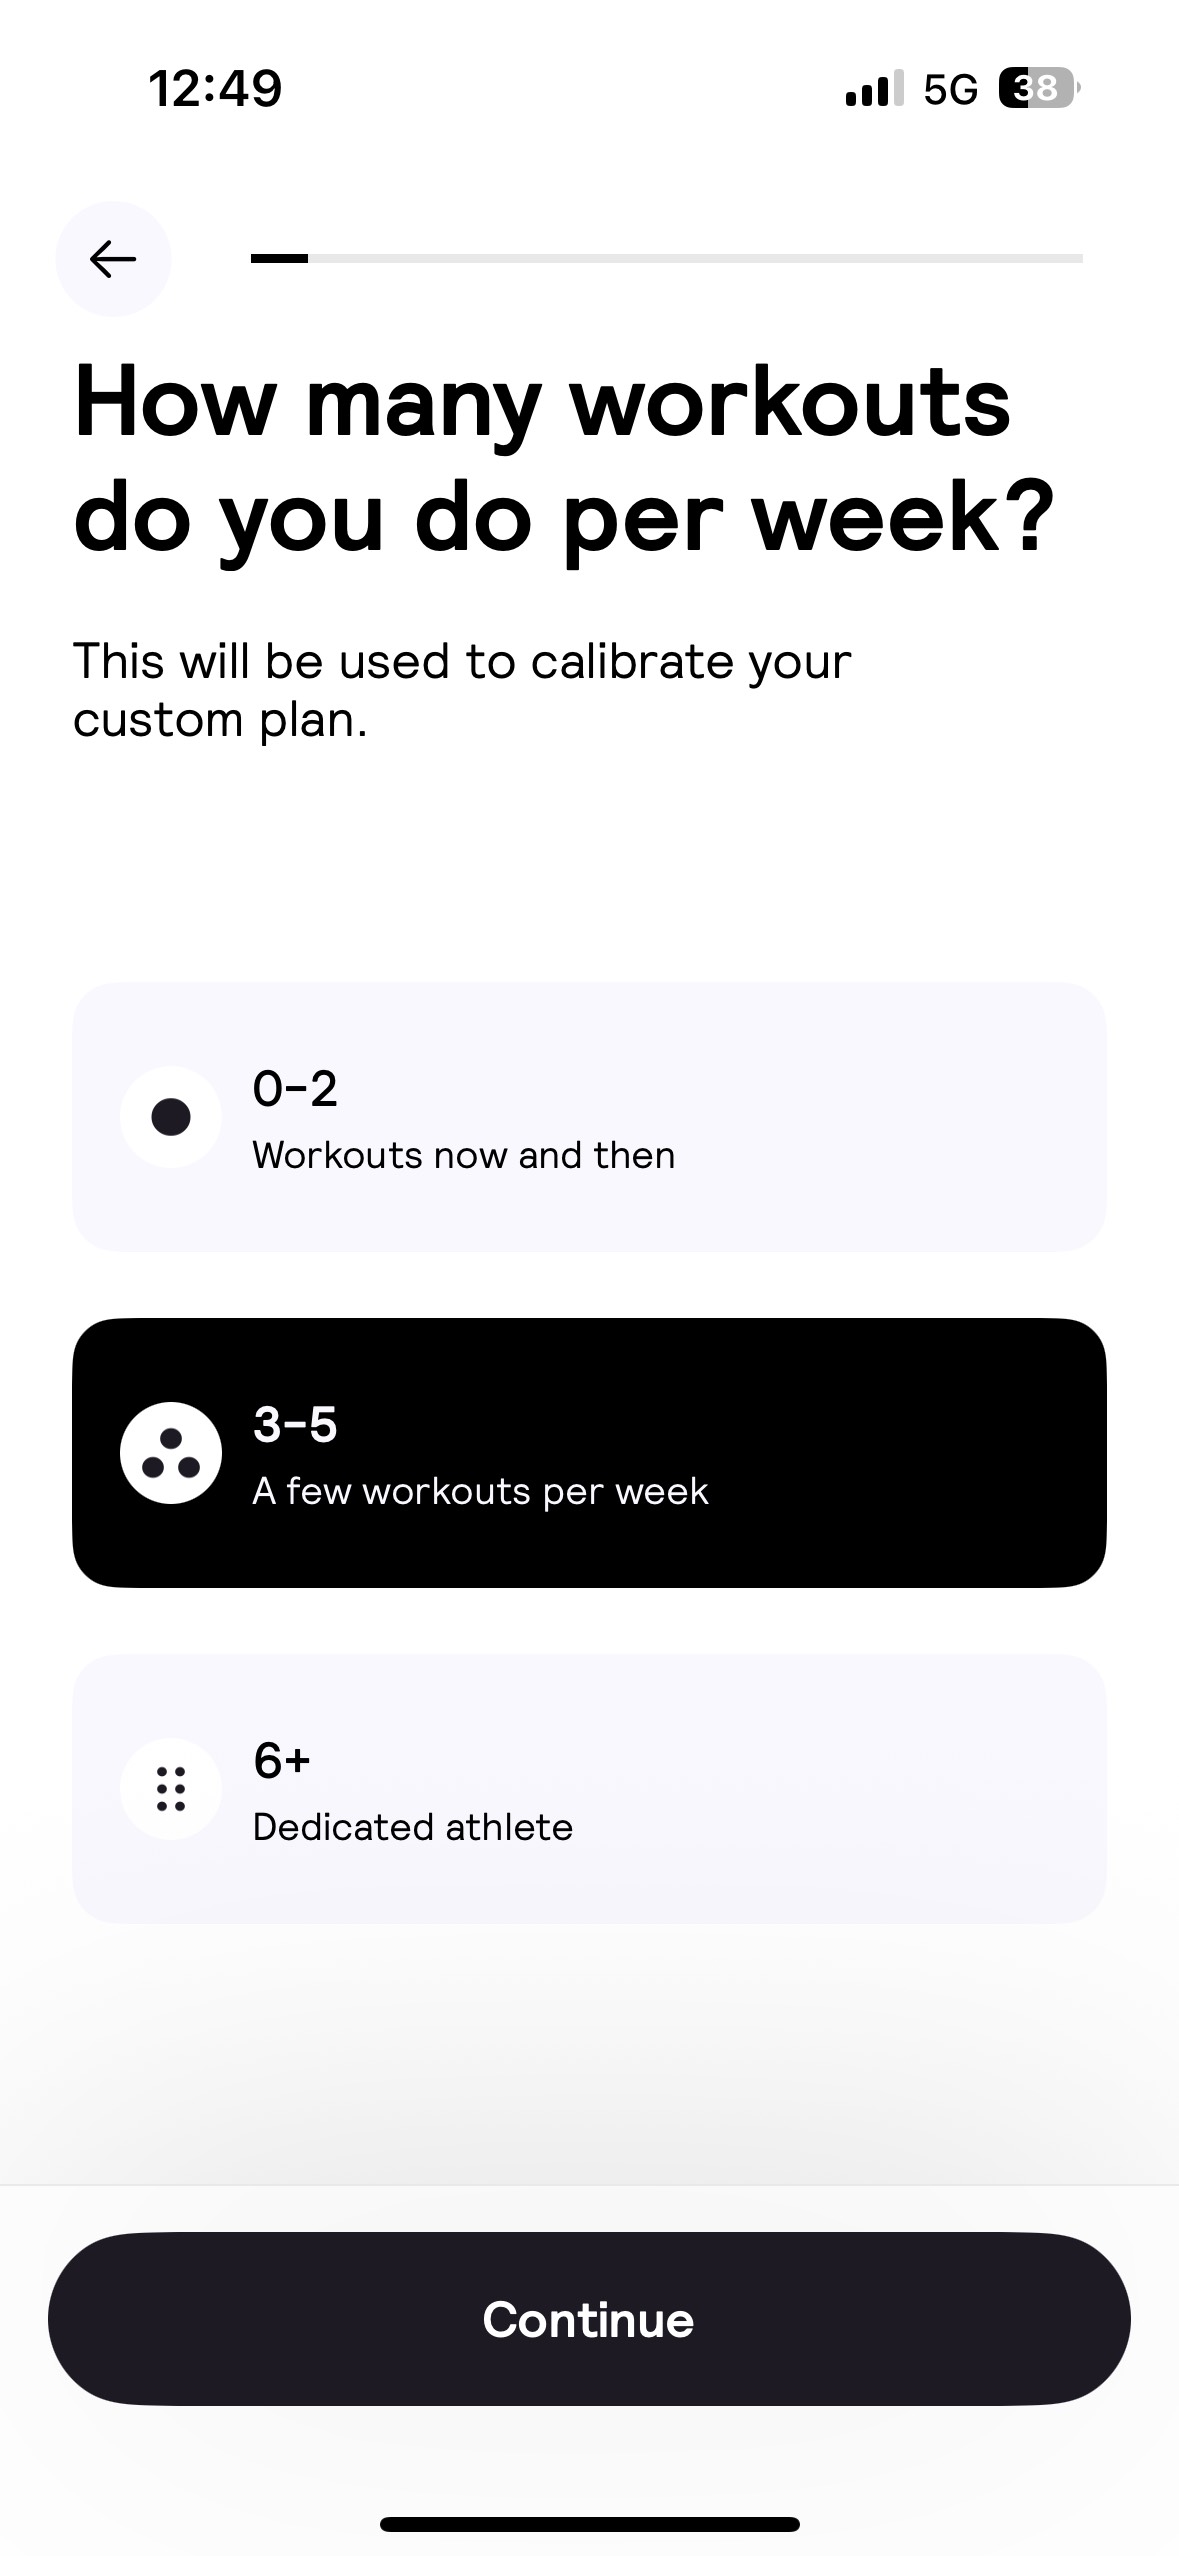 12:49
5G
38
How many workouts
do you do per week?
This will be used to calibrate your
custom plan.
0–2
Workouts now and then
3–5
A few workouts per week
6+
Dedicated athlete
Continue